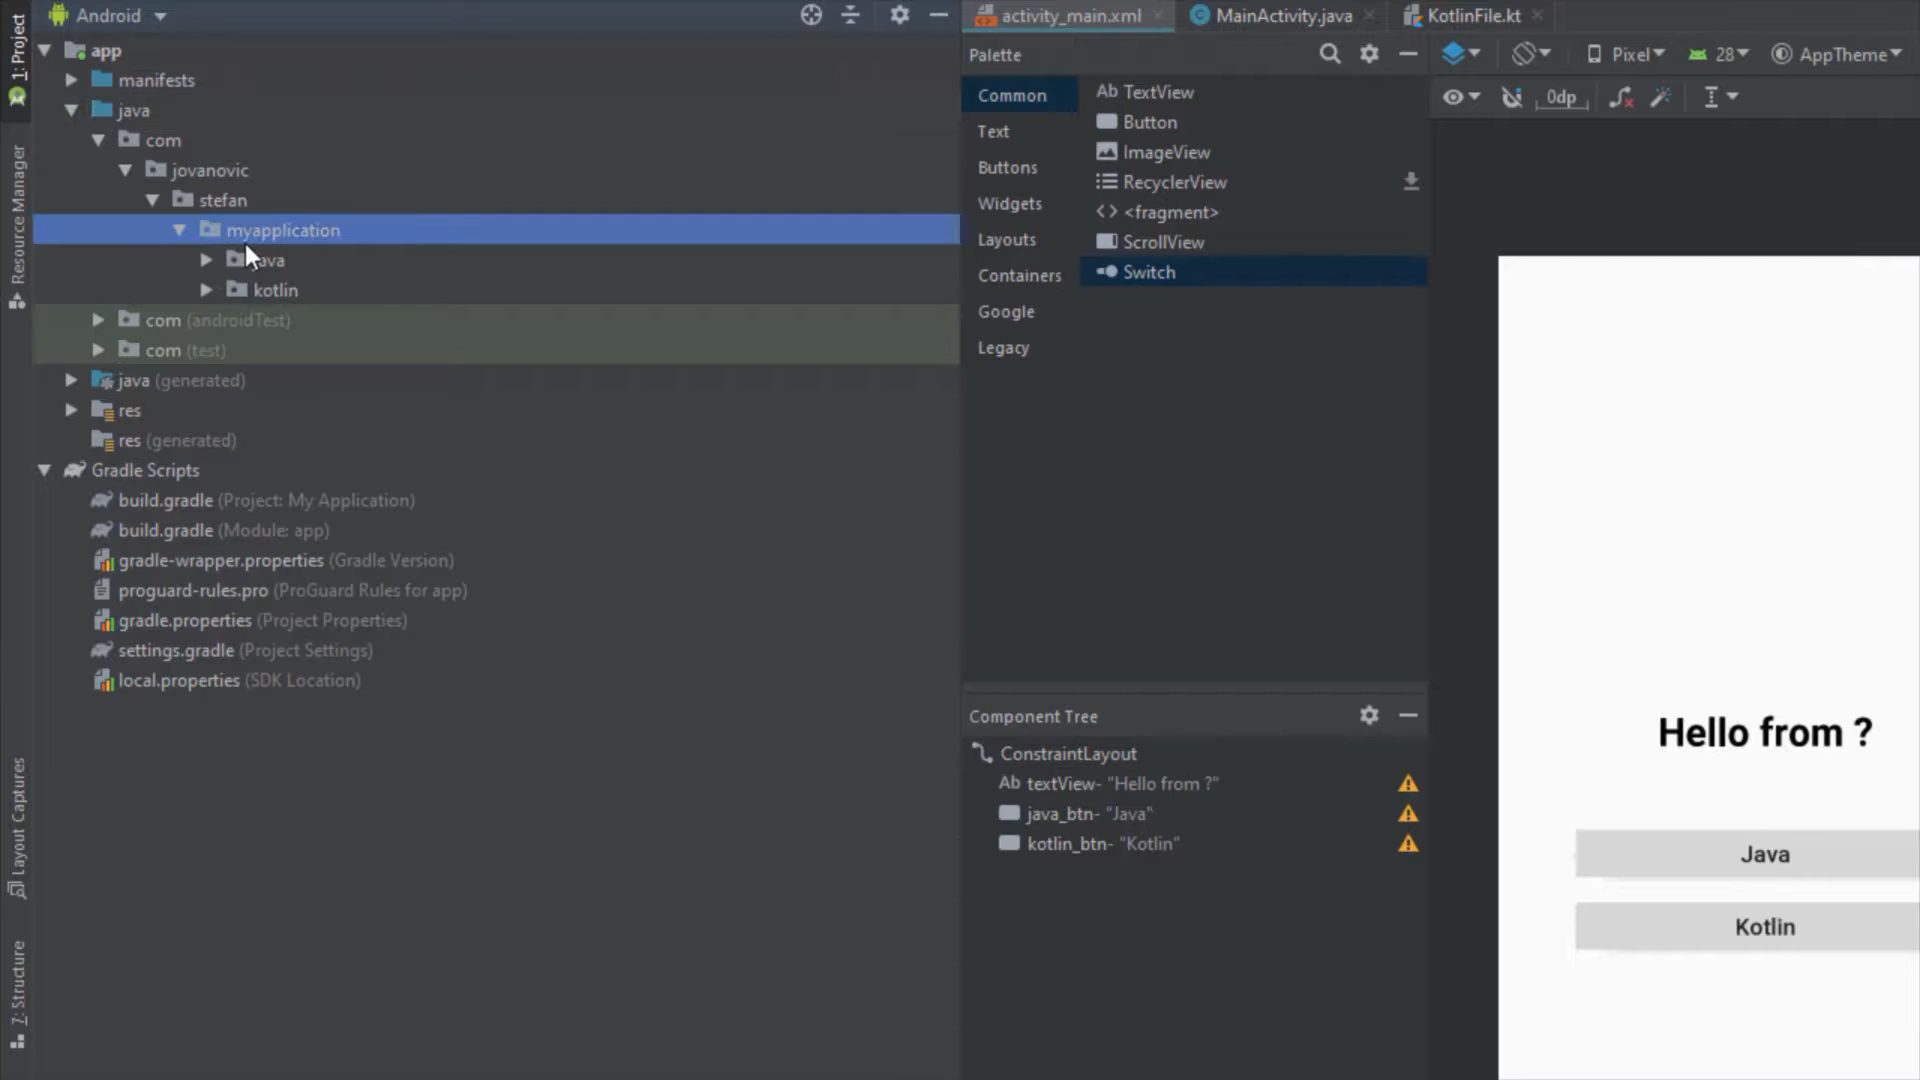 Android
activity_main.xml
MainActivity.java
KotlinFile.kt
1: Project
Resource Manager
Layout Captures
7: Structure
app
manifests
java
com
jovanovic
stefan
myapplication
kotlin
com (androidTest)
com (test)
java (generated)
res
res (generated)
Gradle Scripts
build.gradle (Project: My Application)
build.gradle (Module: app)
gradle-wrapper.properties (Gradle Version)
proguard-rules.pro (ProGuard Rules for app)
gradle.properties (Project Properties)
settings.gradle (Project Settings)
local.properties (SDK Location)
Palette
Common
Text
Buttons
Widgets
Layouts
Containers
Google
Legacy
Ab TextView
Button
ImageView
RecyclerView
<> <fragment>
ScrollView
Switch
Pixel
28
AppTheme
0dp
Component Tree
ConstraintLayout
Ab textView- "Hello from ?"
java_btn- "Java"
kotlin_btn- "Kotlin"
Hello from ?
Java
Kotlin